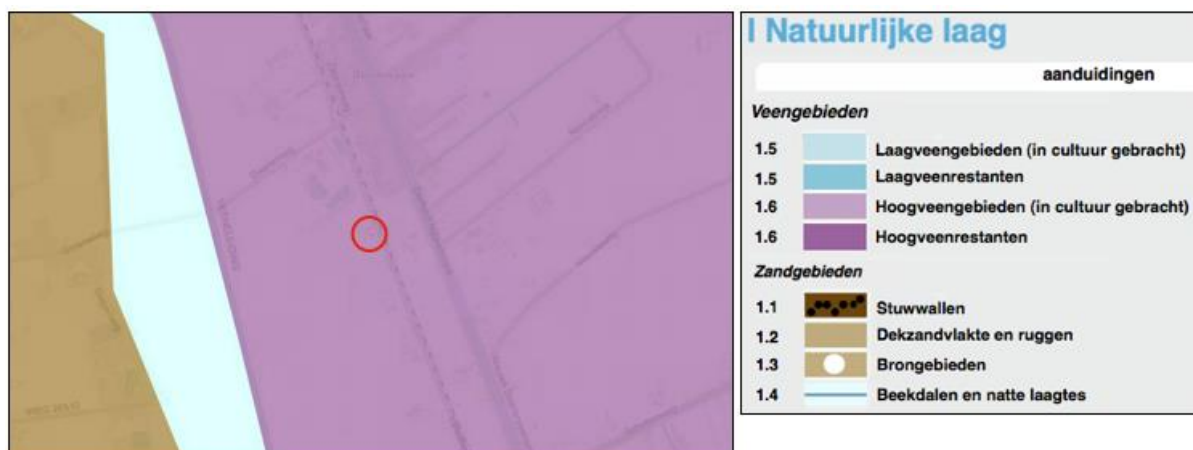 I Natuurlijke laag
aanduidingen
Veengebieden
1.5 Laagveengebieden (in cultuur gebracht)
1.5 Laagveenrestanten
1.6 Hoogveengebieden (in cultuur gebracht)
1.6 Hoogveenrestanten
Zandgebieden
1.1 Stuwwallen
1.2 Dekzandvlakte en ruggen
1.3 Brongebieden
1.4 Beekdalen en natte laagtes